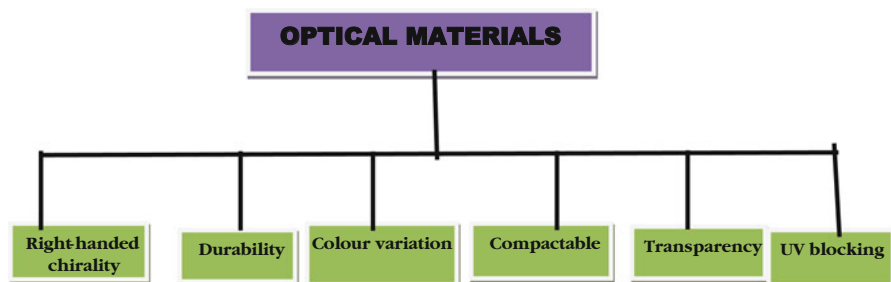 OPTICAL MATERIALS
Right-handed
chirality
Durability
Colour variation
Compactable
Transparency
UV blocking